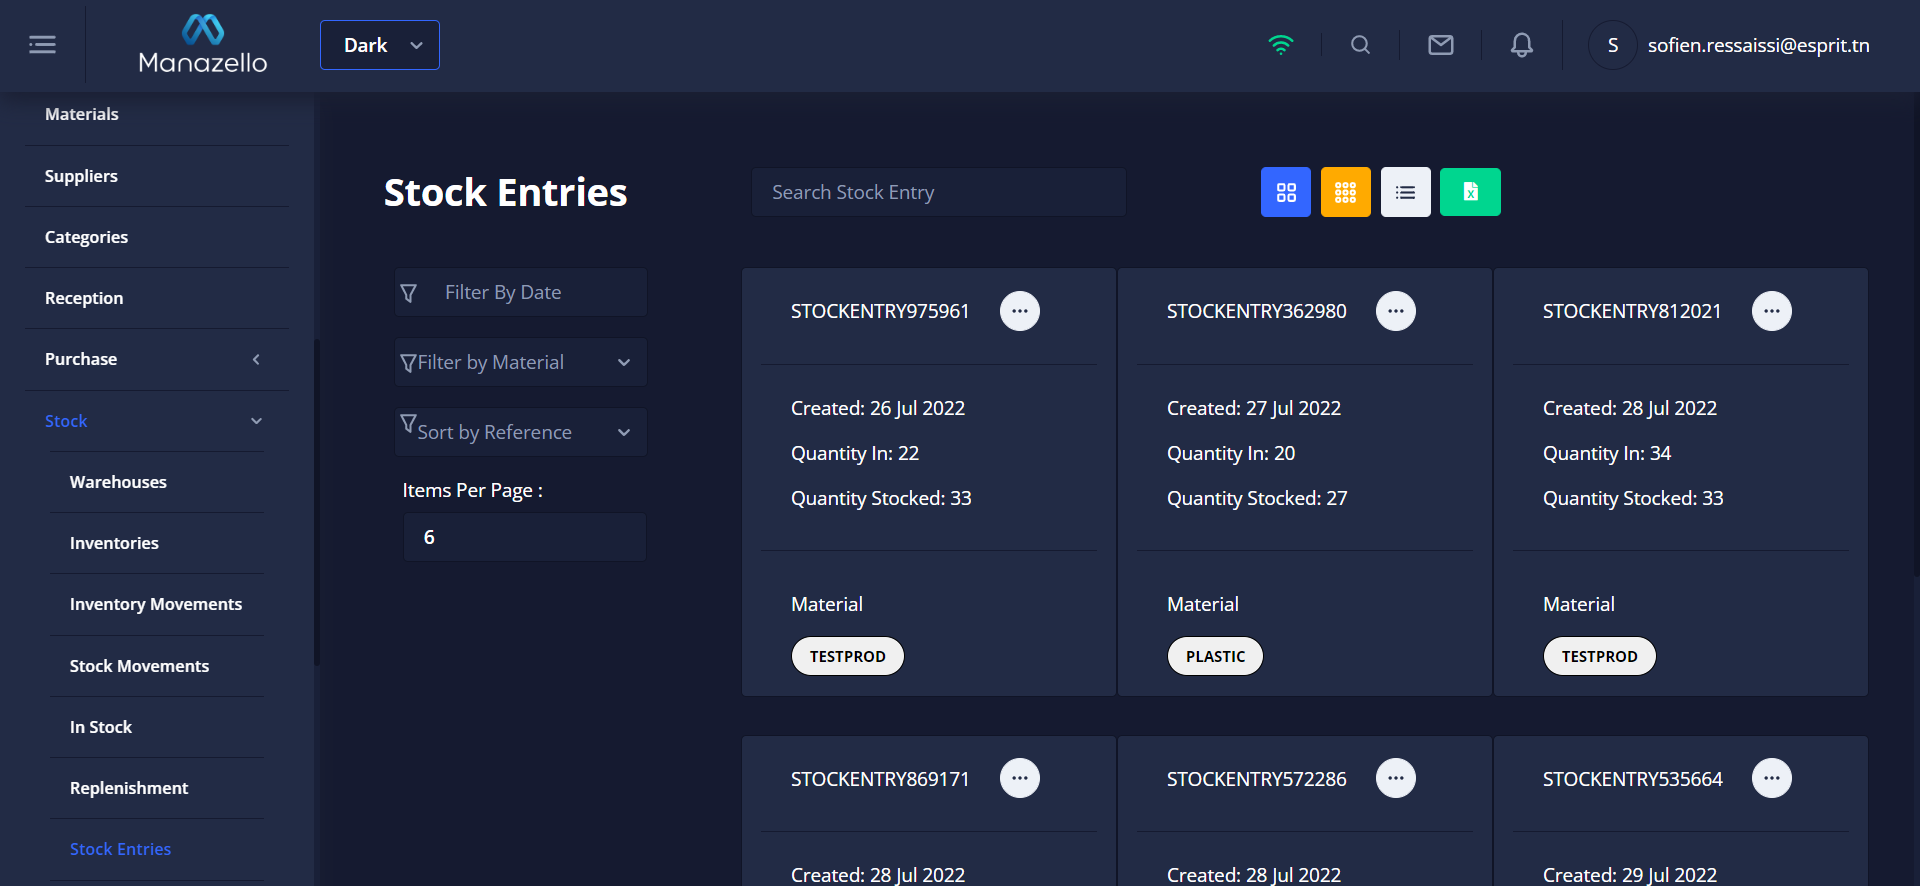 Manazello
Dark
S
sofien.ressaissi@esprit.tn
Materials
Suppliers
Categories
Reception
Purchase
Stock
Warehouses
Inventories
Inventory Movements
Stock Movements
In Stock
Replenishment
Stock Entries
Stock Entries
Search Stock Entry
X
Filter By Date
Filter by Material
Sort by Reference
Items Per Page :
6
STOCKENTRY975961
Created: 26 Jul 2022
Quantity In: 22
Quantity Stocked: 33
Material
TESTPROD
STOCKENTRY362980
Created: 27 Jul 2022
Quantity In: 20
Quantity Stocked: 27
Material
PLASTIC
STOCKENTRY812021
Created: 28 Jul 2022
Quantity In: 34
Quantity Stocked: 33
Material
TESTPROD
STOCKENTRY869171
Created: 28 Jul 2022
STOCKENTRY572286
Created: 28 Jul 2022
STOCKENTRY535664
Created: 29 Jul 2022